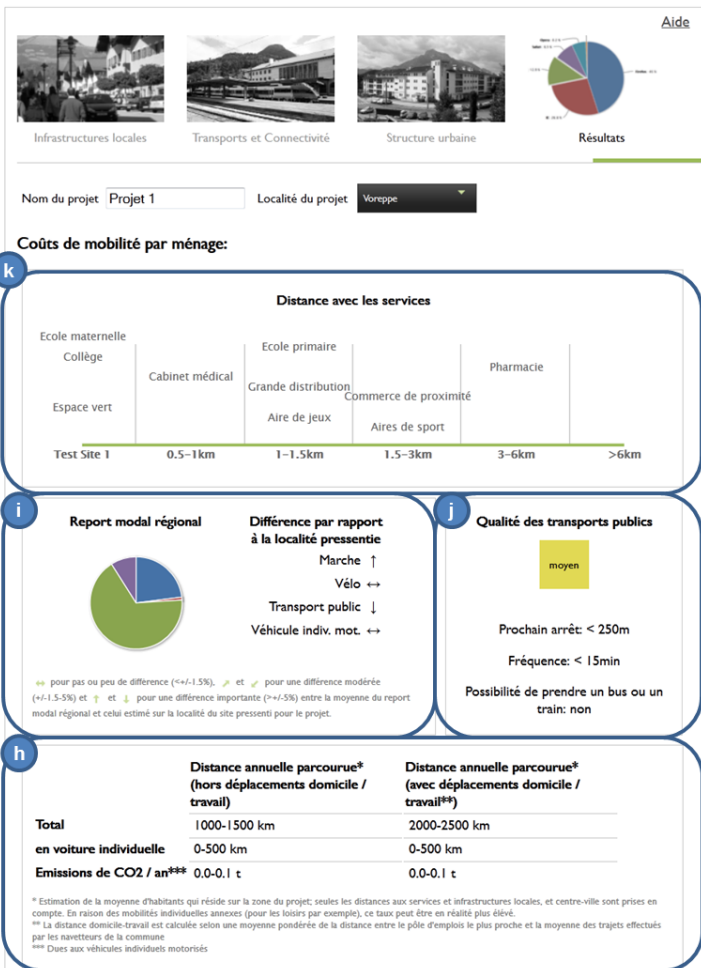 Aide
Infrastructures locales
Transports et Connectivité
Structure urbaine
Résultats
Nom du projet Projet 1
Localité du projet Voreppe
Coûts de mobilité par ménage:
k
Distance avec les services
Ecole maternelle
Collège
Espace vert
Cabinet médical
Ecole primaire
Grande distribution
Aire de jeux
Commerce de proximité
Aires de sport
Pharmacie
Test Site 1 0.5-1km 1-1.5km 1.5-3km 3-6km >6km
i
Report modal régional
Différence par rapport
à la localité pressentie
Marche ↑
Vélo ↔
Transport public ↓
Véhicule indiv. mot. ↔
↔ pour pas ou peu de différence (<+/-1.5%), ↗ et ↙ pour une différence modérée
(+/-1.5-5%) et ↑ et ↓ pour une différence importante (>+/-5%) entre la moyenne du report
modal régional et celui estimé sur la localité du site pressenti pour le projet.
j
Qualité des transports publics
moyen
Prochain arrêt: < 250m
Fréquence: < 15min
Possibilité de prendre un bus ou un
train: non
h
Distance annuelle parcourue*
(hors déplacements domicile /
travail)
Distance annuelle parcourue*
(avec déplacements domicile /
travail**)
Total 1000-1500 km 2000-2500 km
en voiture individuelle 0-500 km 0-500 km
Emissions de CO2 / an*** 0.0-0.1 t 0.0-0.1 t
* Estimation de la moyenne d'habitants qui réside sur la zone du projet; seules les distances aux services et infrastructures locales, et centre-ville sont prises en
compte. En raison des mobilités individuelles annexes (pour les loisirs par exemple), ce taux peut être en réalité plus élevé.
** La distance domicile-travail est calculée selon une moyenne pondérée de la distance entre le pôle d'emplois le plus proche et la moyenne des trajets effectués
par les navetteurs de la commune
*** Dues aux véhicules individuels motorisés